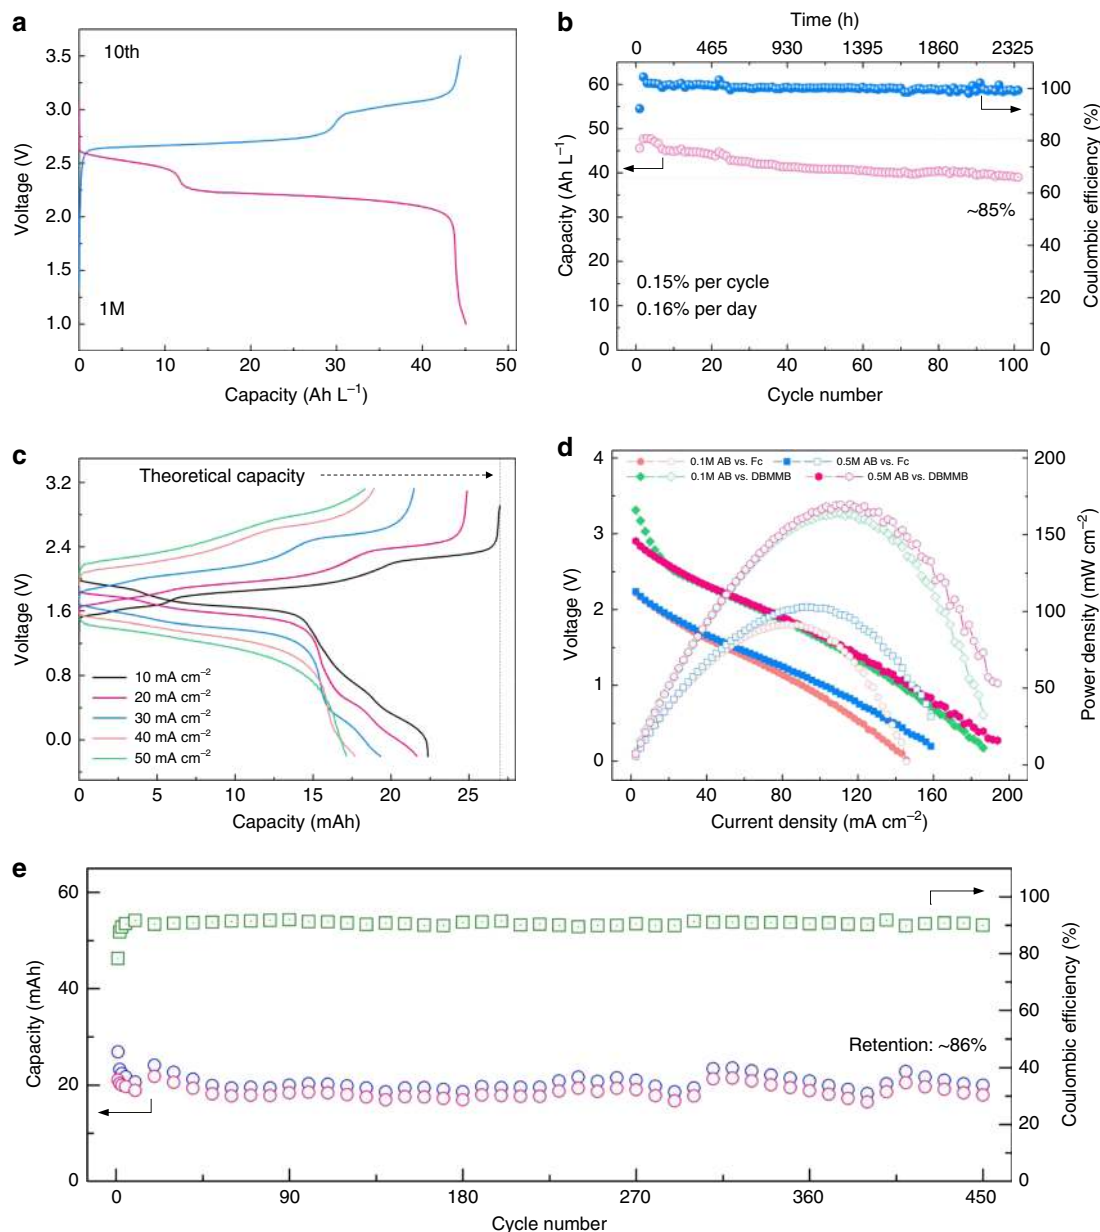 a
10th
1M
Voltage (V)
3.5
3.0
2.5
2.0
1.5
1.0
0 10 20 30 40 50
Capacity (Ah L⁻¹)
b
Time (h)
0 465 930 1395 1860 2325
Capacity (Ah L⁻¹)
60
50
40
30
20
10
0
Coulombic efficiency (%)
100
80
60
40
20
0
~85%
0.15% per cycle
0.16% per day
0 20 40 60 80 100
Cycle number
c
Theoretical capacity
Voltage (V)
3.2
2.4
1.6
0.8
0.0
10 mA cm⁻²
20 mA cm⁻²
30 mA cm⁻²
40 mA cm⁻²
50 mA cm⁻²
0 5 10 15 20 25
Capacity (mAh)
d
0.1M AB vs. Fc 0.5M AB vs. Fc
0.1M AB vs. DBMMB 0.5M AB vs. DBMMB
Voltage (V)
4
3
2
1
0
Power density (mW cm⁻²)
200
150
100
50
0
0 40 80 120 160 200
Current density (mA cm⁻²)
e
Capacity (mAh)
60
40
20
0
Coulombic efficiency (%)
100
80
60
40
20
0
Retention: ~86%
0 90 180 270 360 450
Cycle number